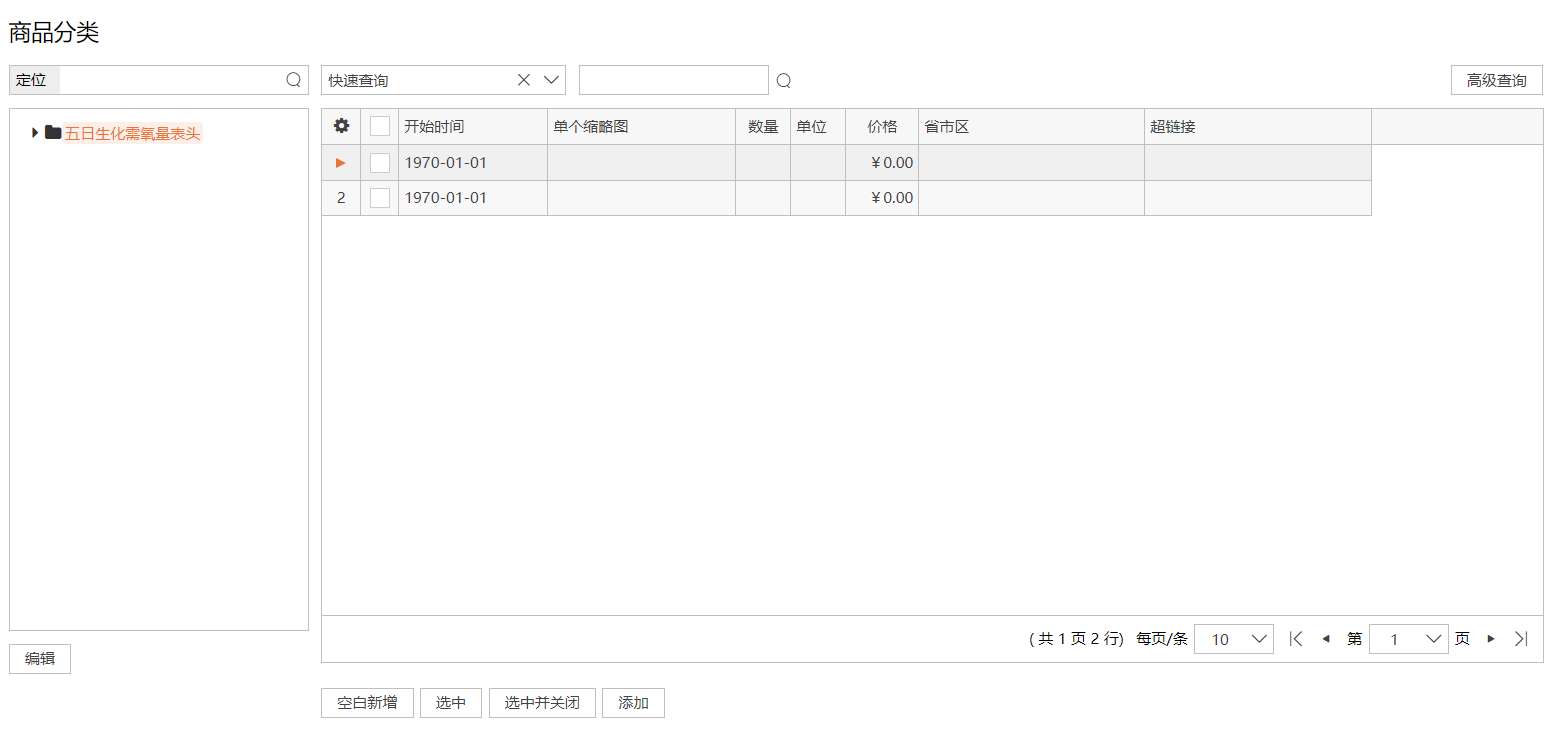 商品分类
定位
快速查询
高级查询
五日生化需氧量表头
开始时间 单个缩略图 数量 单位 价格 省市区 超链接
1970-01-01 ￥0.00
2 1970-01-01 ￥0.00
( 共 1 页 2 行) 每页/条 10 第 1 页
编辑
空白新增 选中 选中并关闭 添加